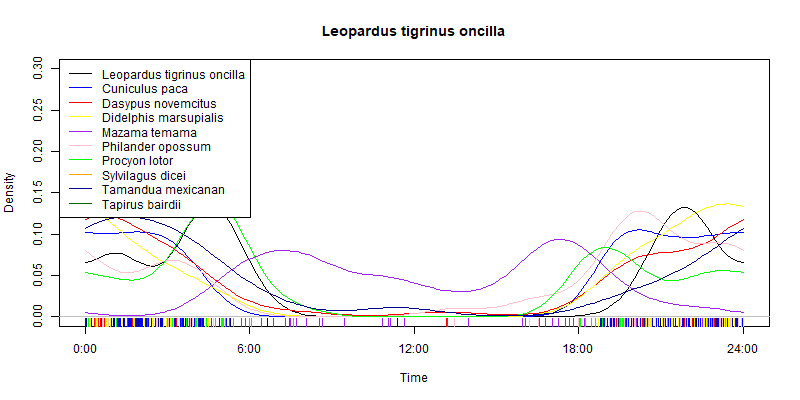 Leopardus tigrinus oncilla
Leopardus tigrinus oncilla
Cuniculus paca
Dasypus novemcitus
Didelphis marsupialis
Mazama temama
Philander opossum
Procyon lotor
Sylvilagus dicei
Tamandua mexicanan
Tapirus bairdii
Density
0.30
0.25
0.20
0.15
0.10
0.05
0.00
0:00 6:00 12:00 18:00 24:00
Time